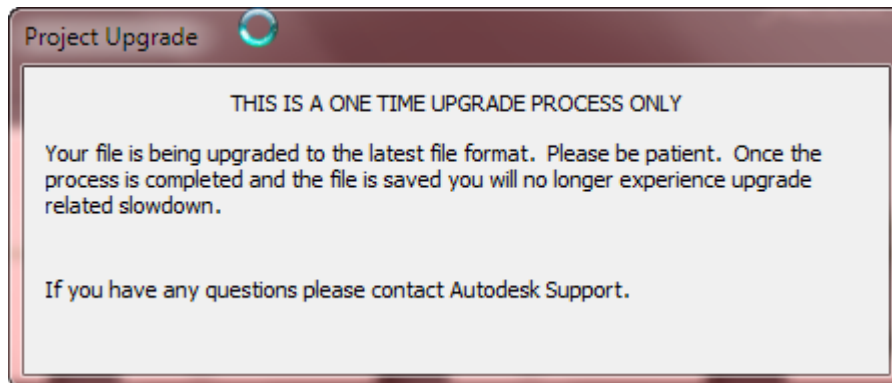 Project Upgrade
THIS IS A ONE TIME UPGRADE PROCESS ONLY
Your file is being upgraded to the latest file format.  Please be patient.  Once the
process is completed and the file is saved you will no longer experience upgrade
related slowdown.
If you have any questions please contact Autodesk Support.